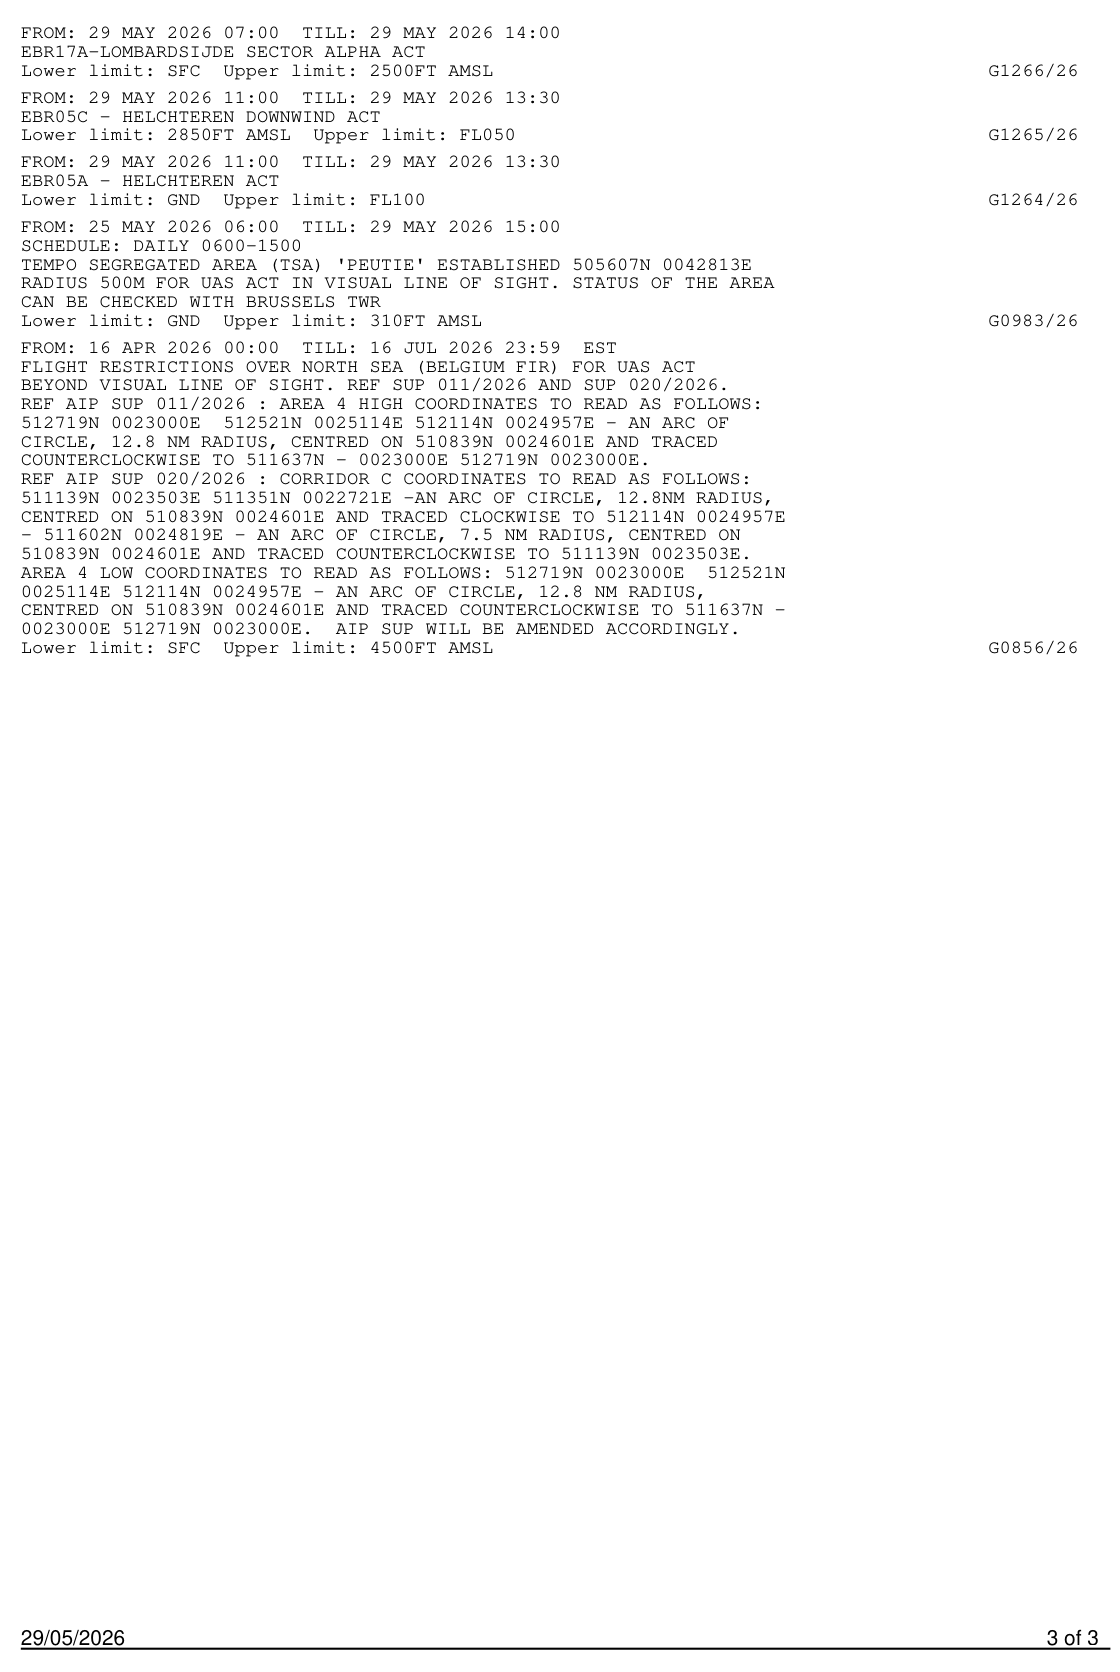 FROM: 29 MAY 2026 07:00  TILL: 29 MAY 2026 14:00
EBR17A-LOMBARDSIJDE SECTOR ALPHA ACT
Lower limit: SFC  Upper limit: 2500FT AMSL G1266/26
FROM: 29 MAY 2026 11:00  TILL: 29 MAY 2026 13:30
EBR05C - HELCHTEREN DOWNWIND ACT
Lower limit: 2850FT AMSL  Upper limit: FL050 G1265/26
FROM: 29 MAY 2026 11:00  TILL: 29 MAY 2026 13:30
EBR05A - HELCHTEREN ACT
Lower limit: GND  Upper limit: FL100 G1264/26
FROM: 25 MAY 2026 06:00  TILL: 29 MAY 2026 15:00
SCHEDULE: DAILY 0600-1500
TEMPO SEGREGATED AREA (TSA) 'PEUTIE' ESTABLISHED 505607N 0042813E
RADIUS 500M FOR UAS ACT IN VISUAL LINE OF SIGHT. STATUS OF THE AREA
CAN BE CHECKED WITH BRUSSELS TWR
Lower limit: GND  Upper limit: 310FT AMSL G0983/26
FROM: 16 APR 2026 00:00  TILL: 16 JUL 2026 23:59  EST
FLIGHT RESTRICTIONS OVER NORTH SEA (BELGIUM FIR) FOR UAS ACT
BEYOND VISUAL LINE OF SIGHT. REF SUP 011/2026 AND SUP 020/2026.
REF AIP SUP 011/2026 : AREA 4 HIGH COORDINATES TO READ AS FOLLOWS:
512719N 0023000E  512521N 0025114E 512114N 0024957E - AN ARC OF
CIRCLE, 12.8 NM RADIUS, CENTRED ON 510839N 0024601E AND TRACED
COUNTERCLOCKWISE TO 511637N - 0023000E 512719N 0023000E.
REF AIP SUP 020/2026 : CORRIDOR C COORDINATES TO READ AS FOLLOWS:
511139N 0023503E 511351N 0022721E -AN ARC OF CIRCLE, 12.8NM RADIUS,
CENTRED ON 510839N 0024601E AND TRACED CLOCKWISE TO 512114N 0024957E
- 511602N 0024819E - AN ARC OF CIRCLE, 7.5 NM RADIUS, CENTRED ON
510839N 0024601E AND TRACED COUNTERCLOCKWISE TO 511139N 0023503E.
AREA 4 LOW COORDINATES TO READ AS FOLLOWS: 512719N 0023000E  512521N
0025114E 512114N 0024957E - AN ARC OF CIRCLE, 12.8 NM RADIUS,
CENTRED ON 510839N 0024601E AND TRACED COUNTERCLOCKWISE TO 511637N -
0023000E 512719N 0023000E.  AIP SUP WILL BE AMENDED ACCORDINGLY.
Lower limit: SFC  Upper limit: 4500FT AMSL G0856/26
29/05/2026 3 of 3